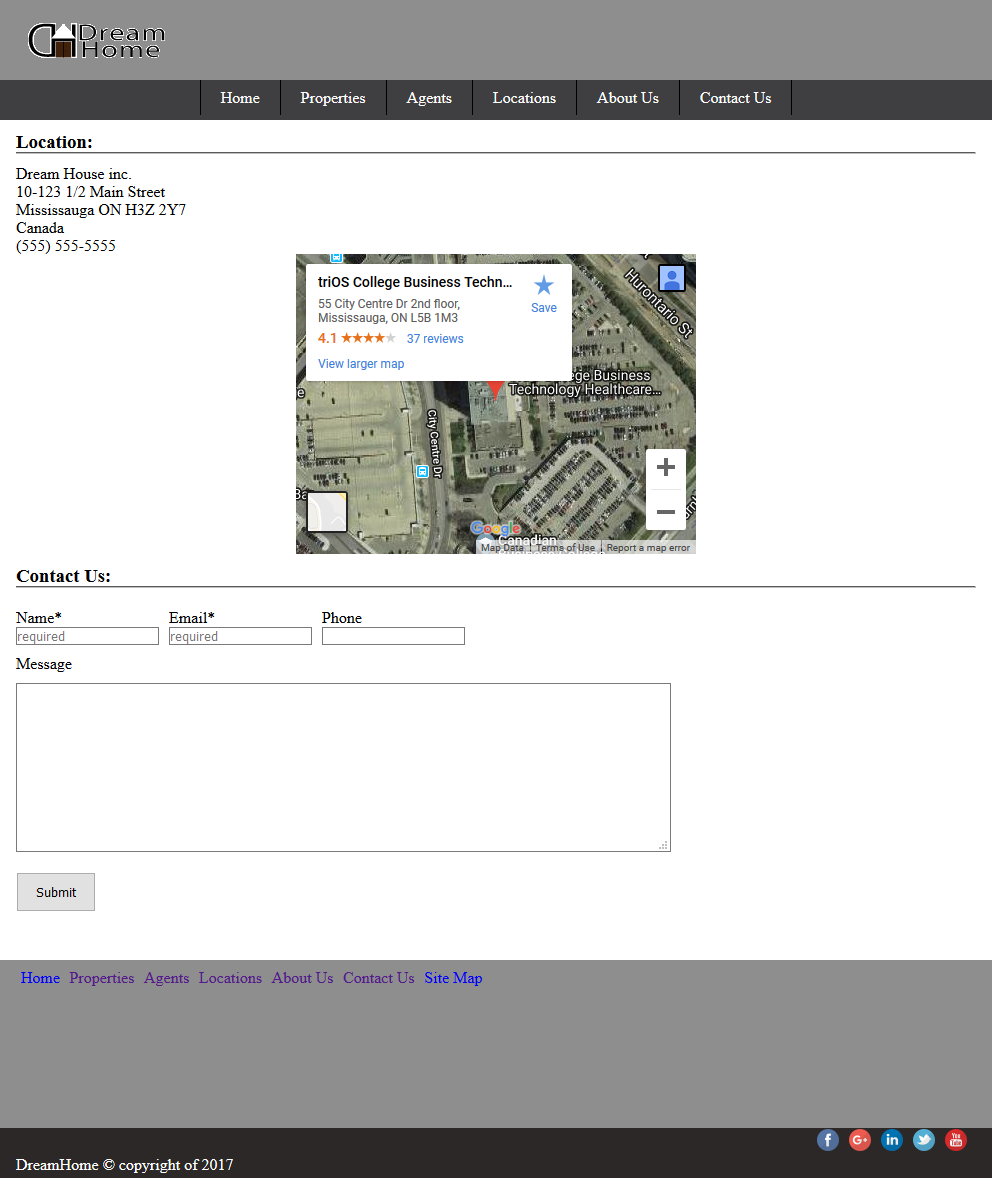 Dream
Home
Home Properties Agents Locations About Us Contact Us
Location:
Dream House inc.
10-123 1/2 Main Street
Mississauga ON H3Z 2Y7
Canada
(555) 555-5555
triOS College Business Techn...
Save
55 City Centre Dr 2nd floor,
Mississauga, ON L5B 1M3
4.1 37 reviews
View larger map
Hurontario St
ege Business
Technology Healthcare...
City Centre Dr
Google
Canadian
Map Data Terms of Use Report a map error
Contact Us:
Name* Email* Phone
required required
Message
Submit
Home Properties Agents Locations About Us Contact Us Site Map
DreamHome © copyright of 2017